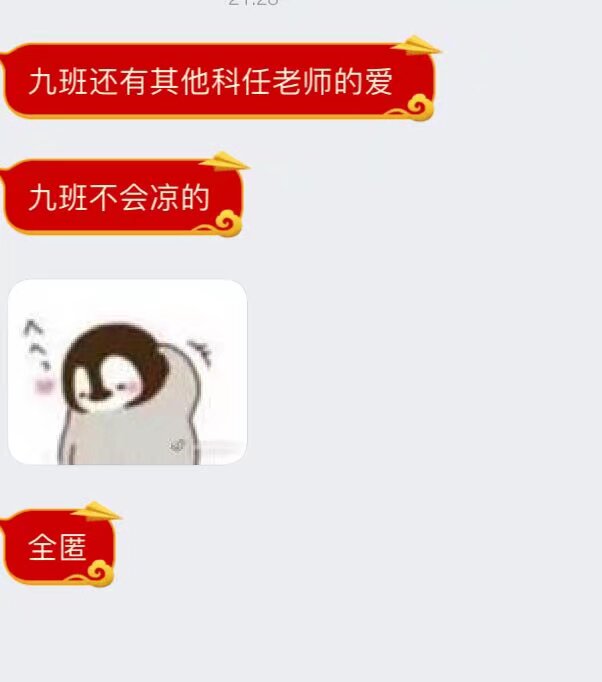 九班还有其他科任老师的爱
九班不会凉的
全匿